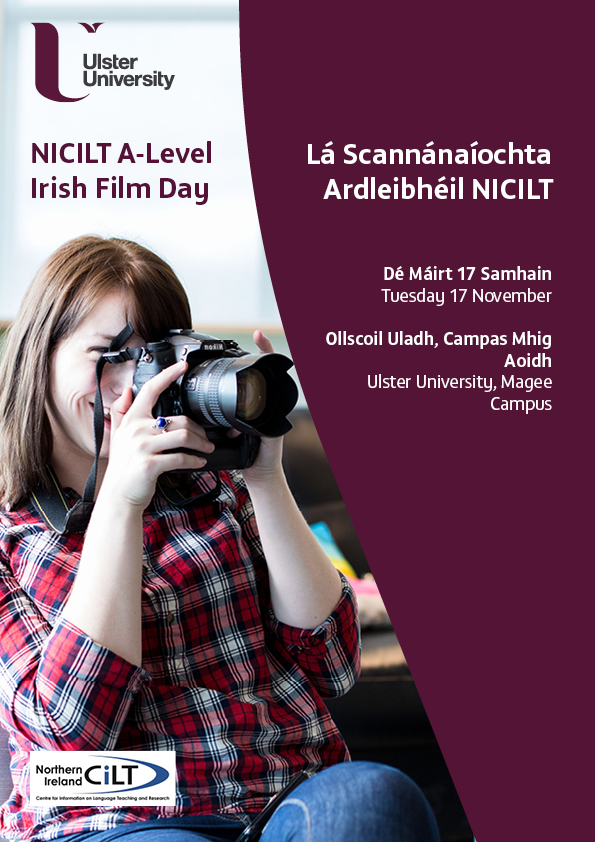 Ulster
University
NICILT A-Level
Irish Film Day
Lá Scannánaíochta
Ardleibhéil NICILT
Dé Máirt 17 Samhain
Tuesday 17 November
Ollscoil Uladh, Campas Mhig
Aoidh
Ulster University, Magee
Campus
Northern
Ireland
CiLT
Centre for Information on Language Teaching and Research